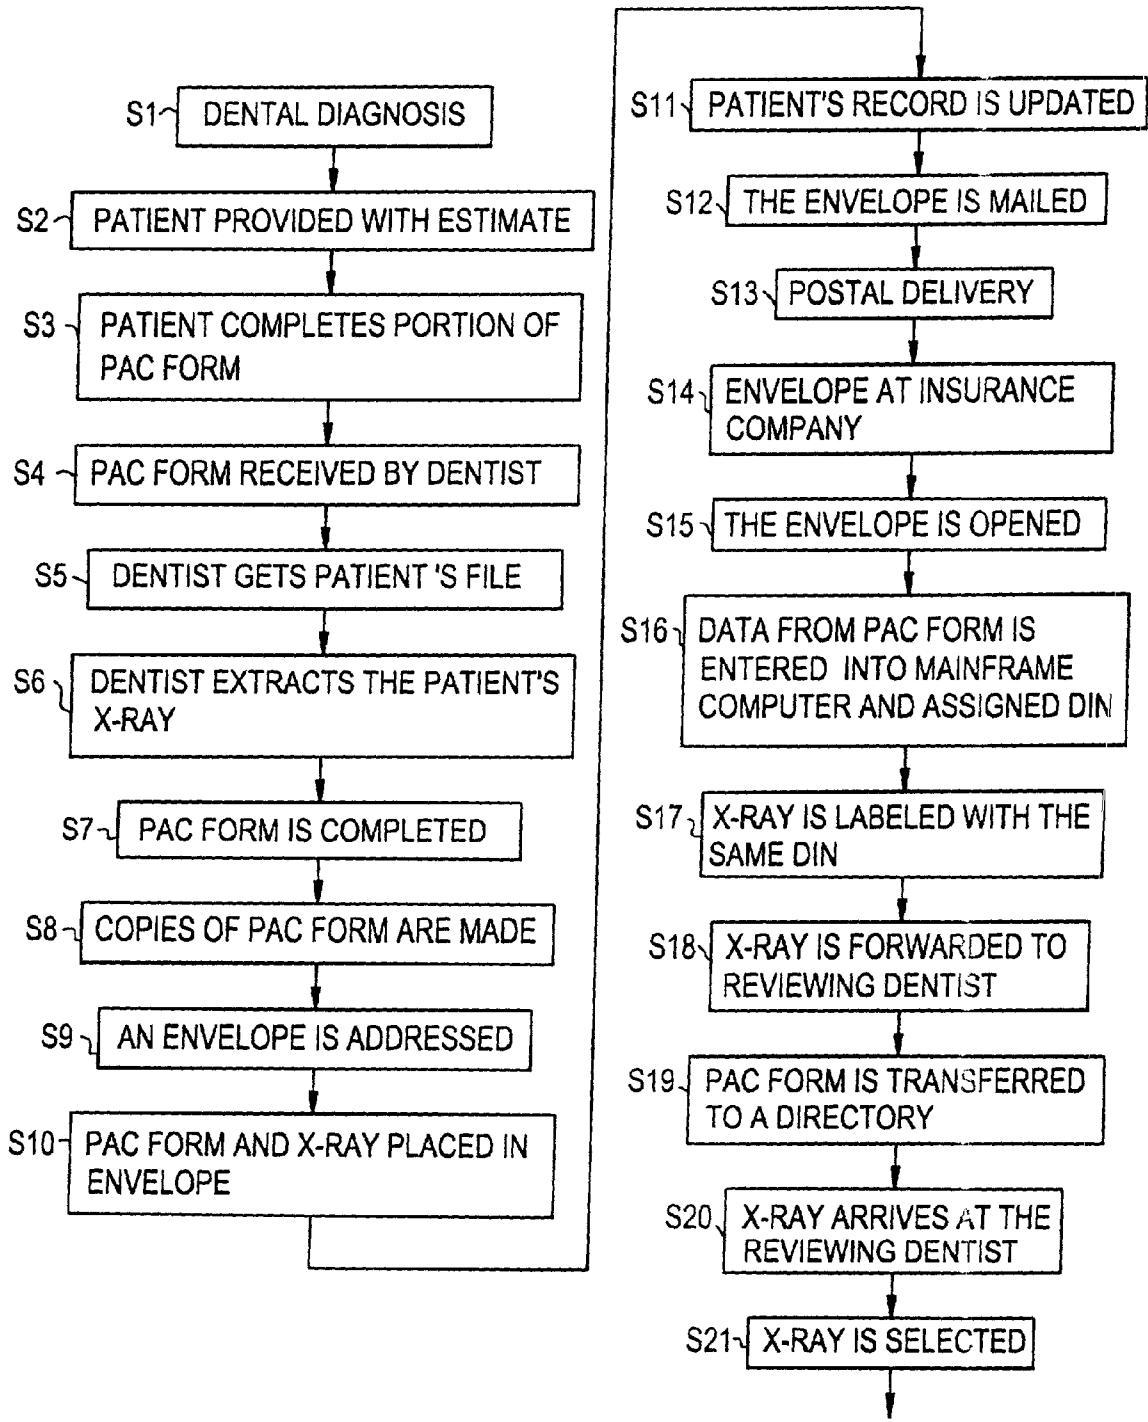 S1 DENTAL DIAGNOSIS
S2 PATIENT PROVIDED WITH ESTIMATE
S3 PATIENT COMPLETES PORTION OF
PAC FORM
S4 PAC FORM RECEIVED BY DENTIST
S5 DENTIST GETS PATIENT 'S FILE
S6 DENTIST EXTRACTS THE PATIENT'S
X-RAY
S7 PAC FORM IS COMPLETED
S8 COPIES OF PAC FORM ARE MADE
S9 AN ENVELOPE IS ADDRESSED
S10 PAC FORM AND X-RAY PLACED IN
ENVELOPE
S11 PATIENT'S RECORD IS UPDATED
S12 THE ENVELOPE IS MAILED
S13 POSTAL DELIVERY
S14 ENVELOPE AT INSURANCE
COMPANY
S15 THE ENVELOPE IS OPENED
S16 DATA FROM PAC FORM IS
ENTERED INTO MAINFRAME
COMPUTER AND ASSIGNED DIN
S17 X-RAY IS LABELED WITH THE
SAME DIN
S18 X-RAY IS FORWARDED TO
REVIEWING DENTIST
S19 PAC FORM IS TRANSFERRED
TO A DIRECTORY
S20 X-RAY ARRIVES AT THE
REVIEWING DENTIST
S21 X-RAY IS SELECTED